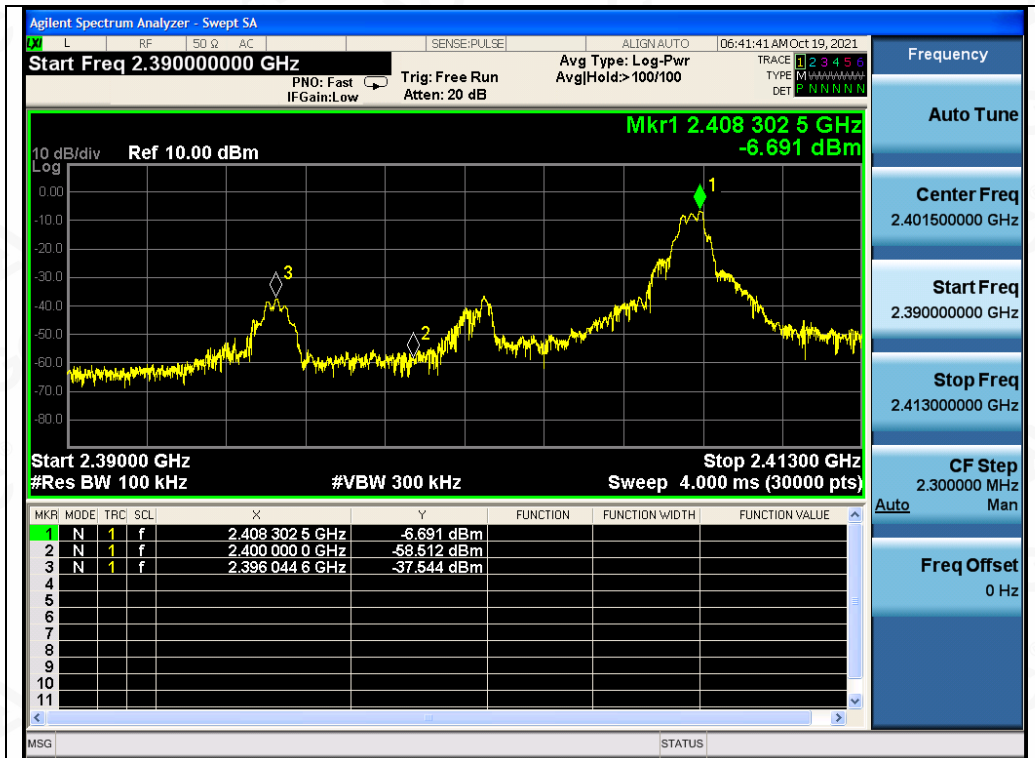 Agilent Spectrum Analyzer - Swept SA
LXI L RF 50 Ω AC SENSE:PULSE ALIGN AUTO 06:41:41 AM Oct 19, 2021
Start Freq 2.390000000 GHz
PNO: Fast
IFGain:Low
Trig: Free Run
Atten: 20 dB
Avg Type: Log-Pwr
Avg|Hold:>100/100
TRACE 1 2 3 4 5 6
TYPE M
DET P N N N N N
Mkr1 2.408 302 5 GHz
-6.691 dBm
10 dB/div Ref 10.00 dBm
Log
0.00
-10.0
-20.0
-30.0
-40.0
-50.0
-60.0
-70.0
-80.0
1
3
2
Start 2.39000 GHz Stop 2.41300 GHz
#Res BW 100 kHz #VBW 300 kHz Sweep 4.000 ms (30000 pts)
MKR MODE TRC SCL X Y FUNCTION FUNCTION WIDTH FUNCTION VALUE
1 N 1 f 2.408 302 5 GHz -6.691 dBm
2 N 1 f 2.400 000 0 GHz -58.512 dBm
3 N 1 f 2.396 044 6 GHz -37.544 dBm
4
5
6
7
8
9
10
11
MSG STATUS
Frequency
Auto Tune
Center Freq
2.401500000 GHz
Start Freq
2.390000000 GHz
Stop Freq
2.413000000 GHz
CF Step
2.300000 MHz
Auto Man
Freq Offset
0 Hz